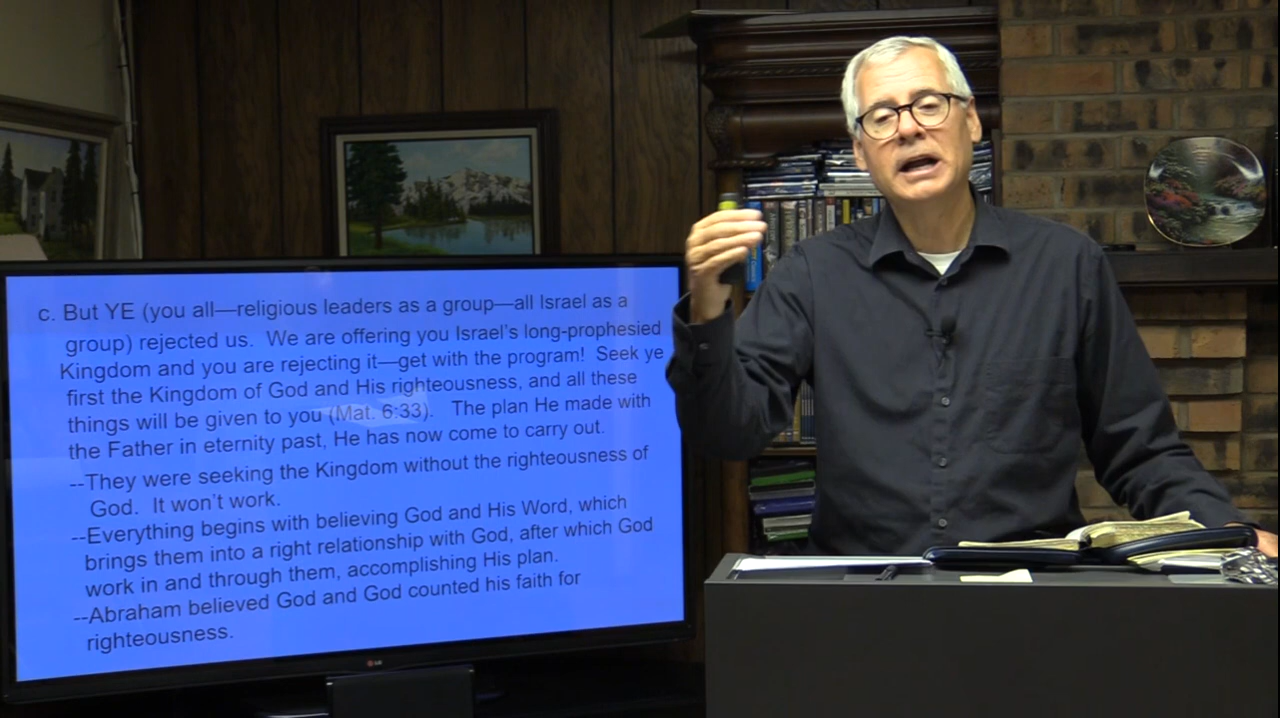 c. But YE (you all—religious leaders as a group—all Israel as a
group) rejected us.  We are offering you Israel's long-prophesied
Kingdom and you are rejecting it—get with the program!  Seek ye
first the Kingdom of God and His righteousness, and all these
things will be given to you (Mat. 6:33).   The plan He made with
the Father in eternity past, He has now come to carry out.
--They were seeking the Kingdom without the righteousness of
God.  It won't work.
--Everything begins with believing God and His Word, which
brings them into a right relationship with God, after which God
work in and through them, accomplishing His plan.
--Abraham believed God and God counted his faith for
righteousness.
LG